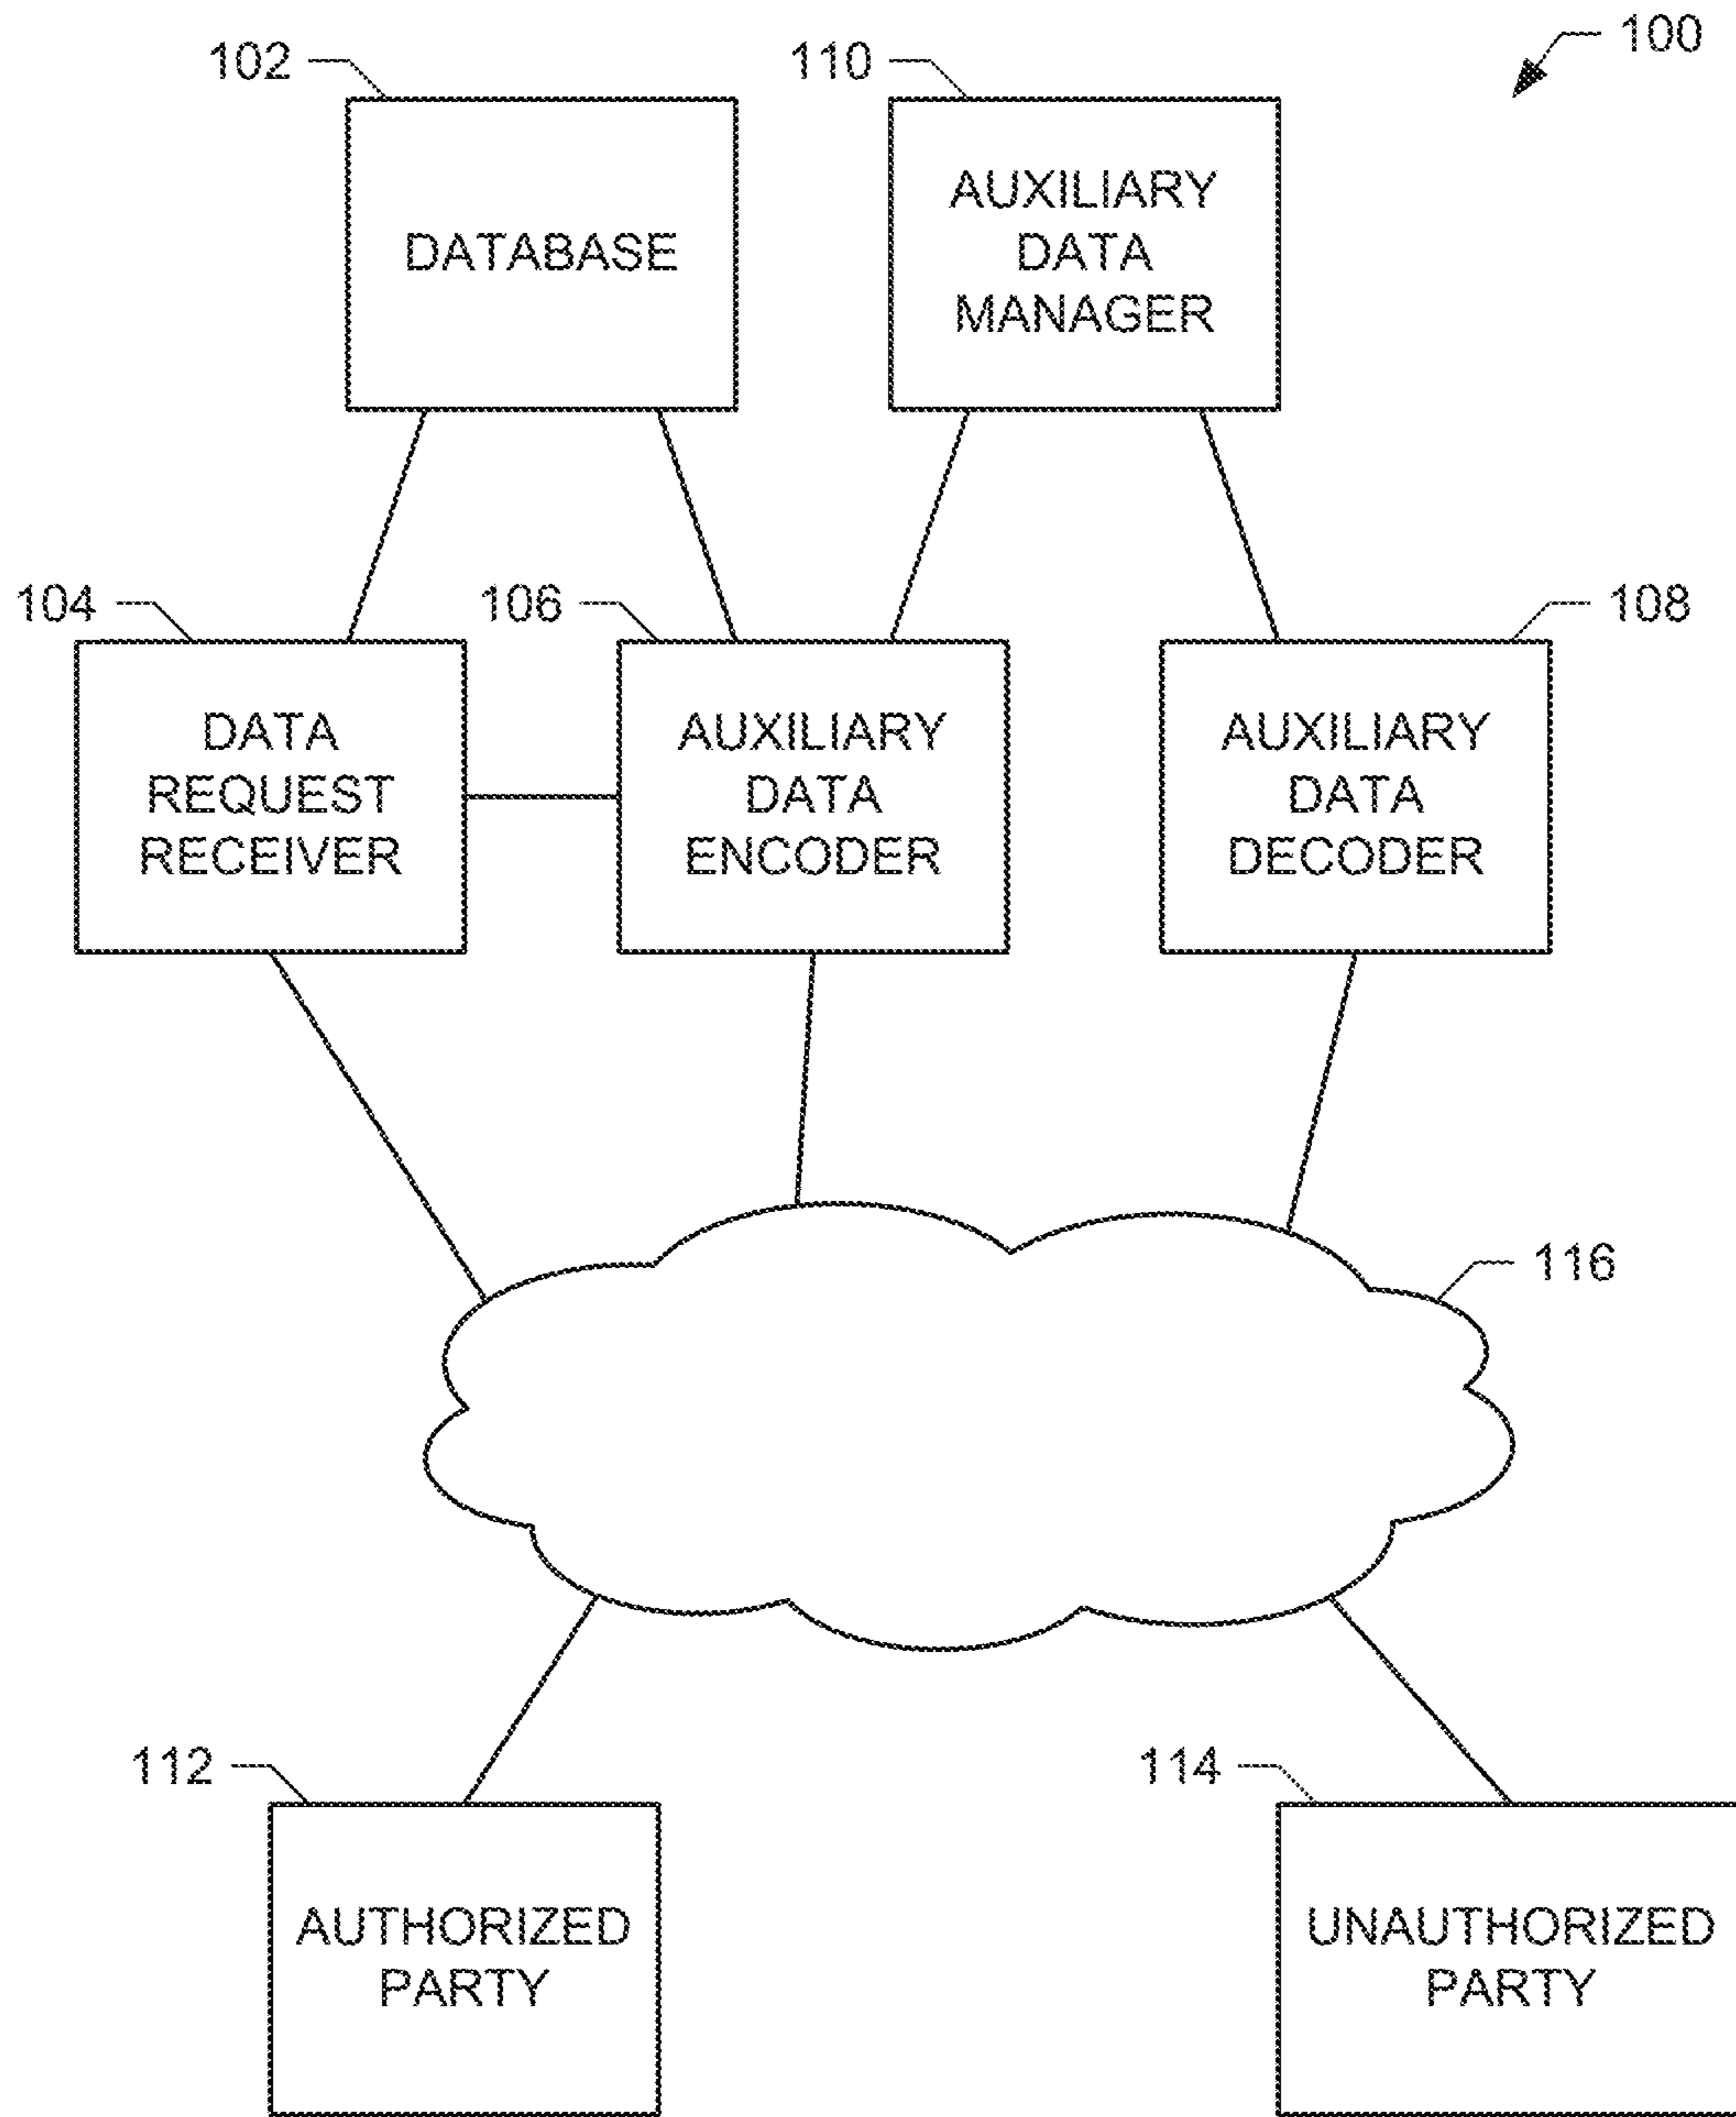 100
102
110
DATABASE
AUXILIARY
DATA
MANAGER
104
106
108
DATA
REQUEST
RECEIVER
AUXILIARY
DATA
ENCODER
AUXILIARY
DATA
DECODER
116
112
114
AUTHORIZED
PARTY
UNAUTHORIZED
PARTY